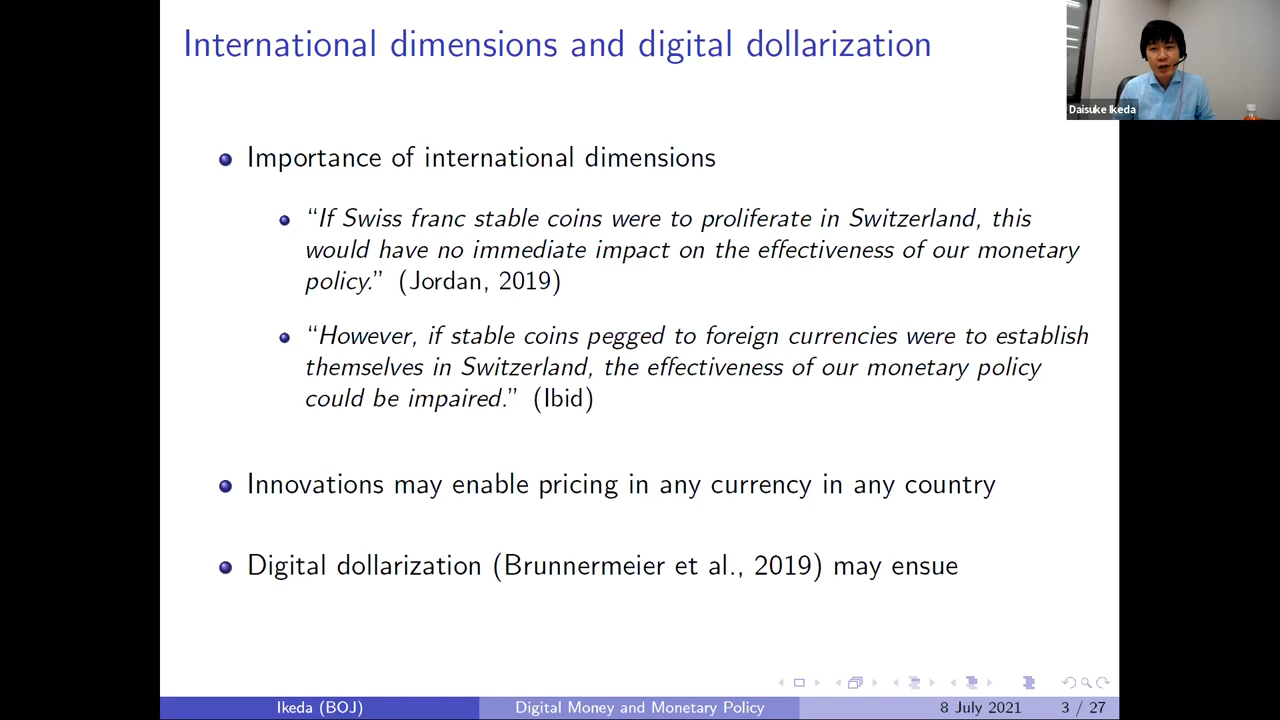 International dimensions and digital dollarization
Daisuke Ikeda
Importance of international dimensions
“If Swiss franc stable coins were to proliferate in Switzerland, this
would have no immediate impact on the effectiveness of our monetary
policy.” (Jordan, 2019)
“However, if stable coins pegged to foreign currencies were to establish
themselves in Switzerland, the effectiveness of our monetary policy
could be impaired.” (Ibid)
Innovations may enable pricing in any currency in any country
Digital dollarization (Brunnermeier et al., 2019) may ensue
Ikeda (BOJ) Digital Money and Monetary Policy 8 July 2021 3 / 27